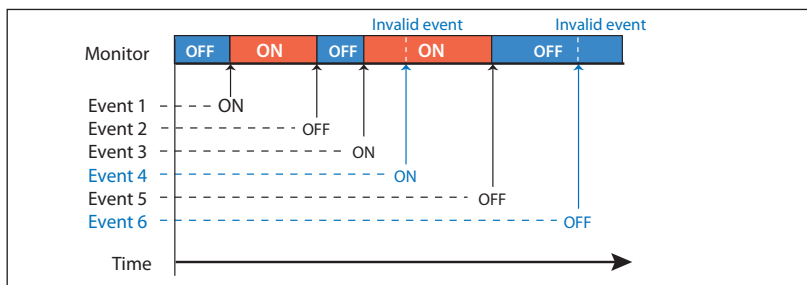 Invalid event Invalid event
Monitor OFF ON OFF ON OFF
Event 1 ON
Event 2 OFF
Event 3 ON
Event 4 ON
Event 5 OFF
Event 6 OFF
Time